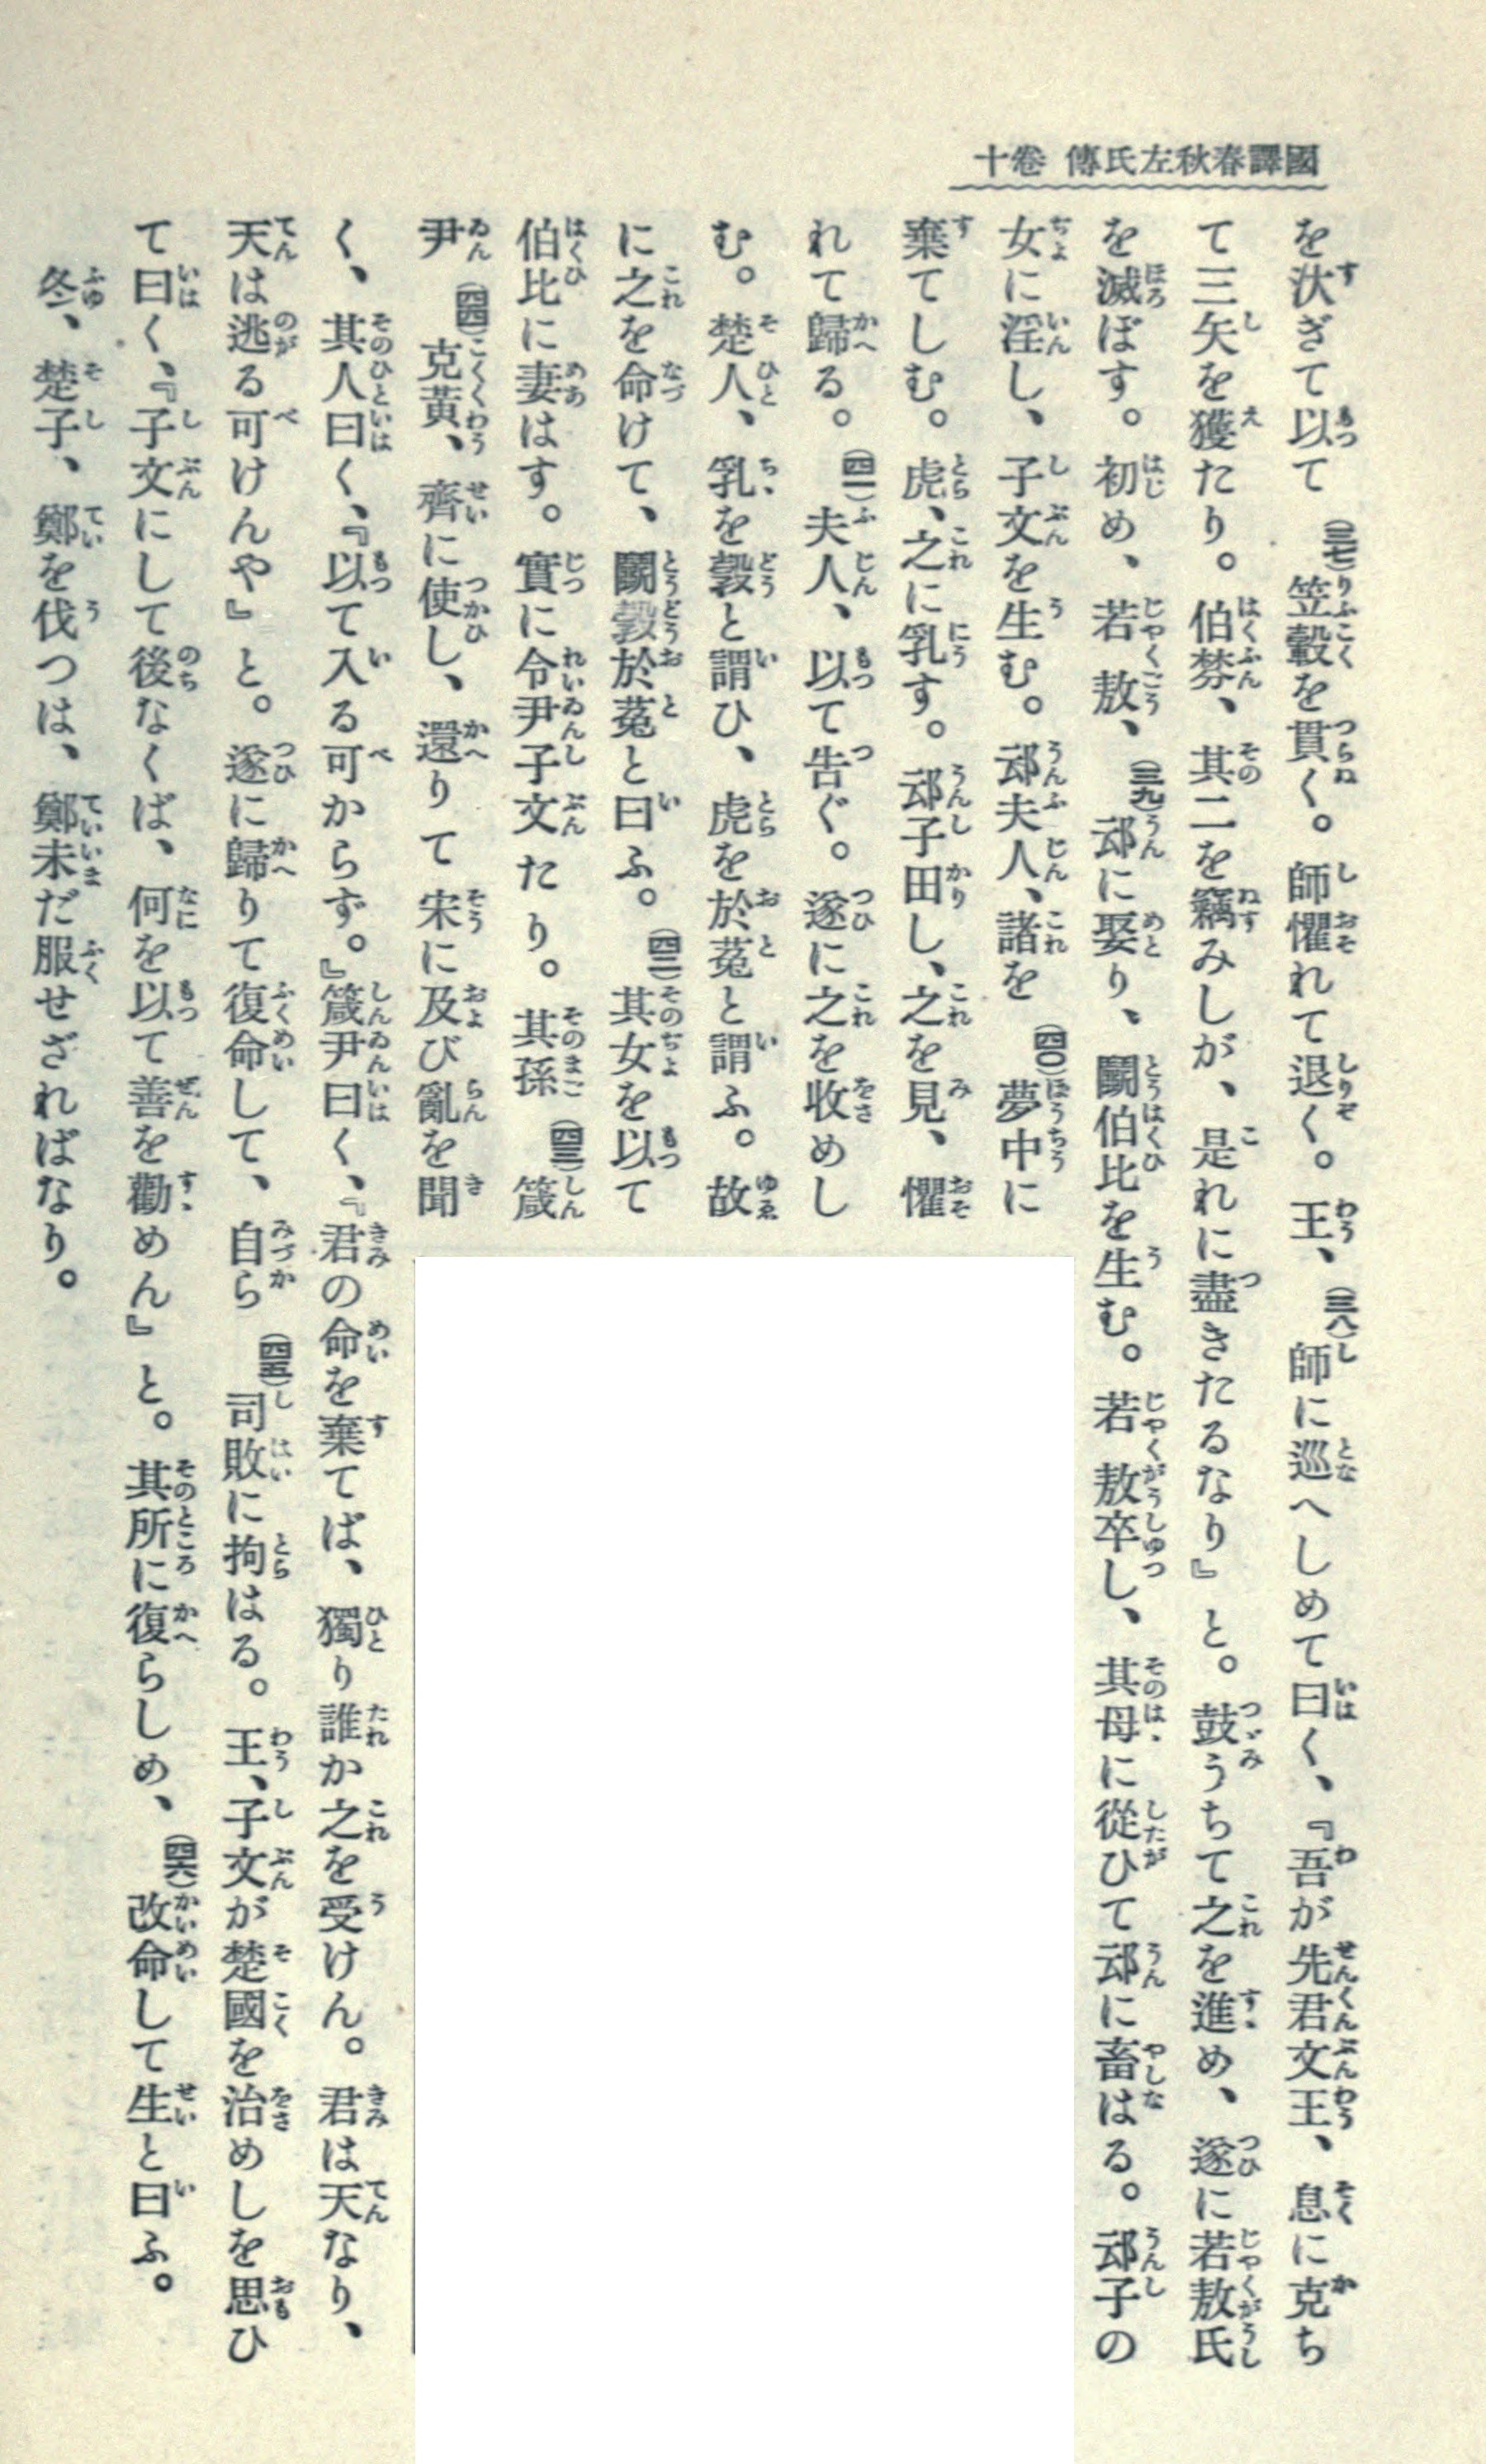 國譯春秋左氏傳 卷十
を汏ぎて以て(三七)笠轂を貫く。師懼れて退く。王、(三八)師に巡へしめて曰く、『吾が先君文王、息に克ち
て三矢を獲たり。伯棼、其二を竊みしが、是れに盡きたるなり』と。鼓うちて之を進め、遂に若敖氏
を滅ぼす。初め、若敖、(三九)䢵に娶り、鬭伯比を生む。若敖卒し、其母に從ひて䢵に畜はる。䢵子の
女に淫し、子文を生む。䢵夫人、諸を(四〇)夢中に
棄てしむ。虎、之に乳す。䢵子田し、之を見、懼
れて歸る。(四一)夫人、以て告ぐ。遂に之を收めし
む。楚人、乳を㝅と謂ひ、虎を於菟と謂ふ。故
に之を命けて、鬭㝅於菟と曰ふ。(四二)其女を以て
伯比に妻はす。實に令尹子文たり。其孫(四三)箴
尹(四四)克黃、齊に使し、還りて宋に及び亂を聞
く、其人曰く、『以て入る可からず。』箴尹曰く、『君の命を棄てば、獨り誰か之を受けん。君は天なり、
天は逃る可けんや』と。遂に歸りて復命して、自ら(四五)司敗に拘はる。王、子文が楚國を治めしを思ひ
て曰く、『子文にして後なくば、何を以て善を勸めん』と。其所に復らしめ、(四六)改命して生と曰ふ。
冬、楚子、鄭を伐つは、鄭未だ服せざればなり。